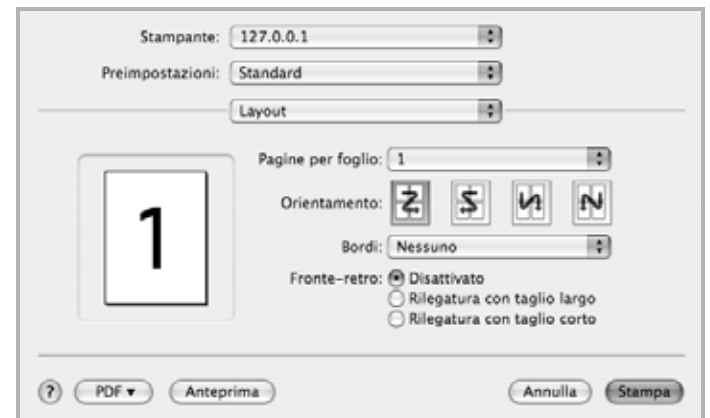 Stampante: 127.0.0.1
Preimpostazioni: Standard
Layout
Pagine per foglio: 1
1
Orientamento:
Bordi: Nessuno
Fronte-retro: Disattivato
Rilegatura con taglio largo
Rilegatura con taglio corto
? PDF Anteprima Annulla Stampa